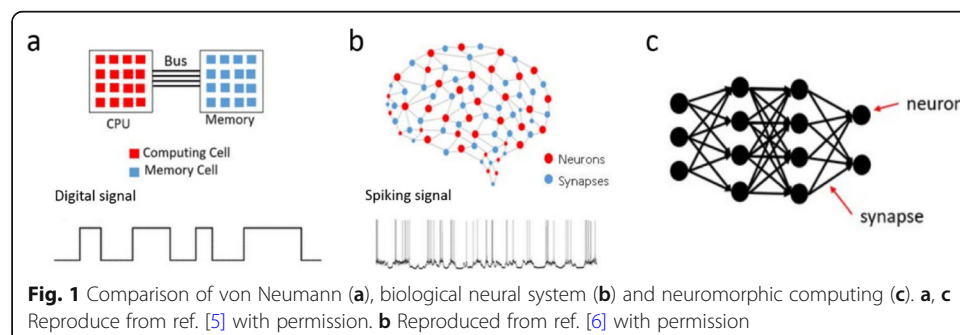 a
Bus
CPU
Memory
Computing Cell
Memory Cell
Digital signal
b
Neurons
Synapses
Spiking signal
c
neuron
synapse
Fig. 1 Comparison of von Neumann (a), biological neural system (b) and neuromorphic computing (c). a, c
Reproduce from ref. [5] with permission. b Reproduced from ref. [6] with permission